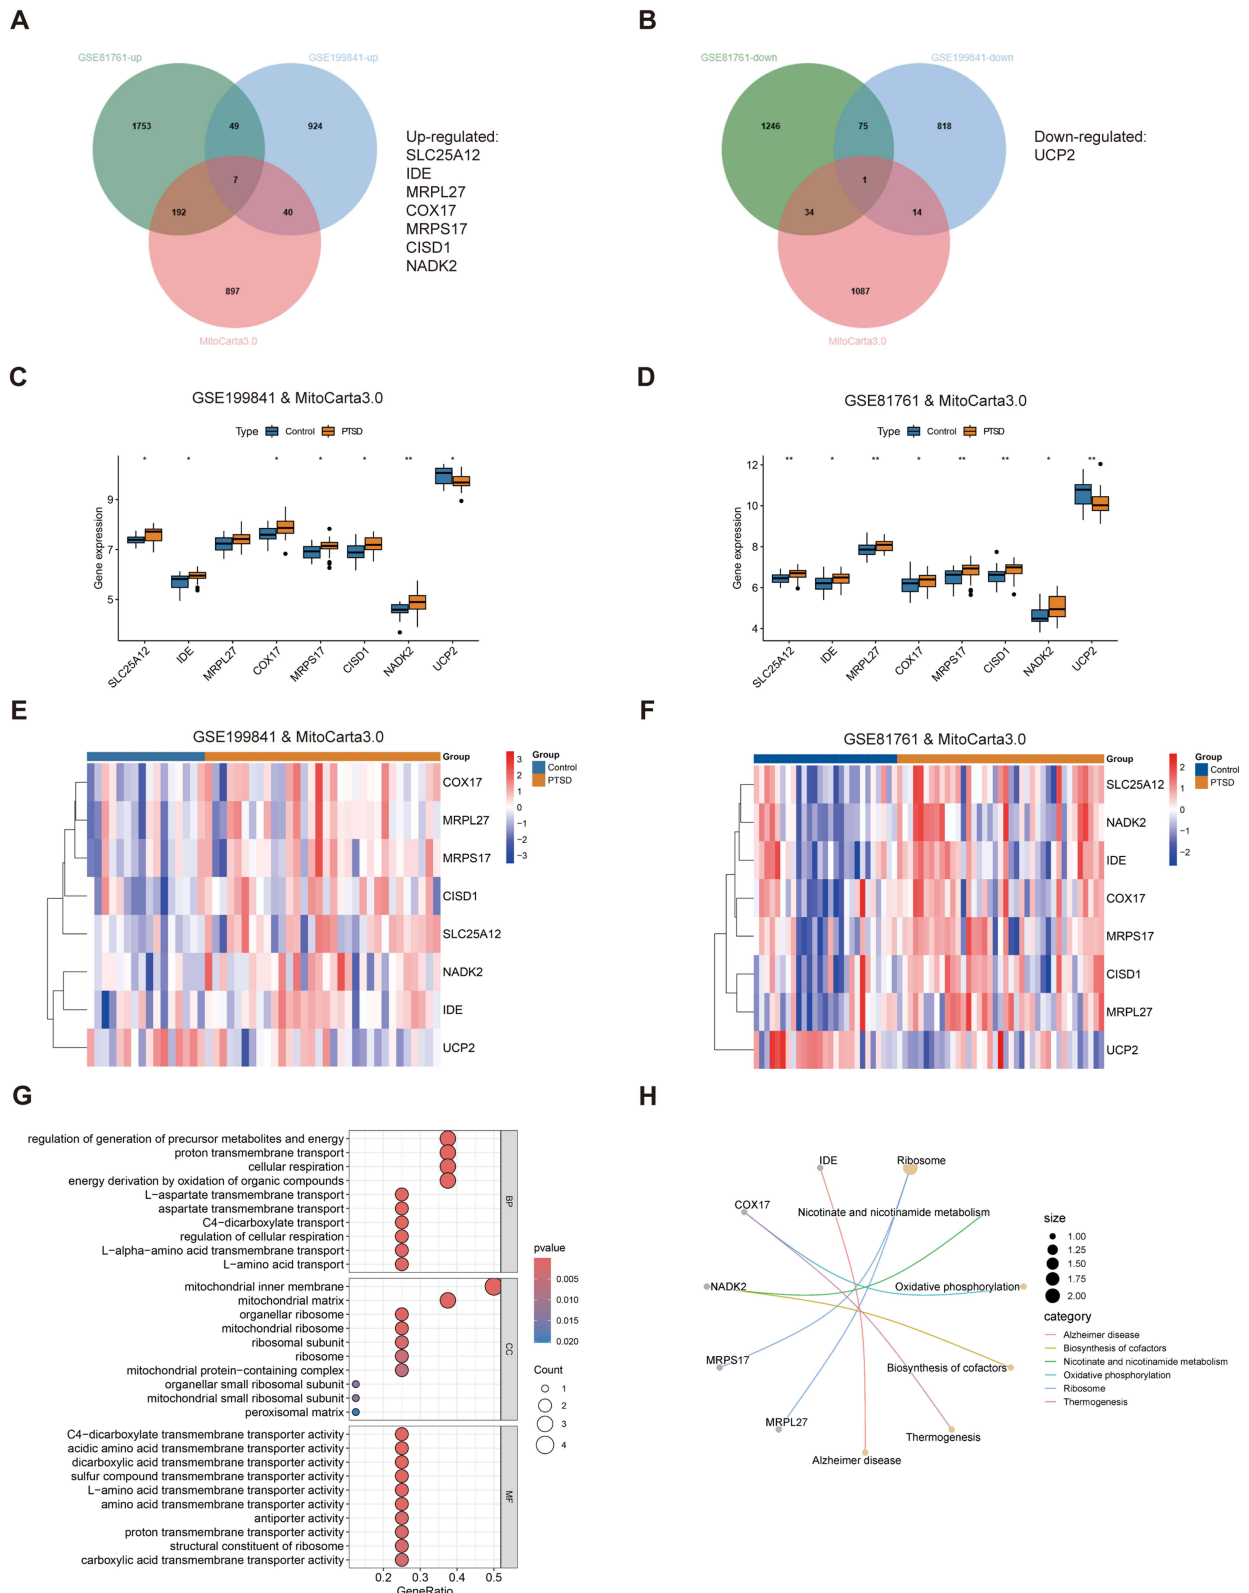 A
GSE81761-up
GSE199841-up
1753
49
924
7
192
40
897
MitoCarta3.0
Up-regulated:
SLC25A12
IDE
MRPL27
COX17
MRPS17
CISD1
NADK2
B
GSE81761-down
GSE199841-down
1246
75
818
1
34
14
1087
MitoCarta3.0
Down-regulated:
UCP2
C
GSE199841 & MitoCarta3.0
Type Control PTSD
* * * * * ** *
Gene expression
9
7
5
SLC25A12
IDE
MRPL27
COX17
MRPS17
CISD1
NADK2
UCP2
D
GSE81761 & MitoCarta3.0
Type Control PTSD
** * ** * ** ** * **
Gene expression
12
10
8
6
4
SLC25A12
IDE
MRPL27
COX17
MRPS17
CISD1
NADK2
UCP2
E
GSE199841 & MitoCarta3.0
Group
COX17
MRPL27
MRPS17
CISD1
SLC25A12
NADK2
IDE
UCP2
3
2
1
0
−1
−2
−3
Group
Control
PTSD
F
GSE81761 & MitoCarta3.0
Group
SLC25A12
NADK2
IDE
COX17
MRPS17
CISD1
MRPL27
UCP2
2
1
0
−1
−2
Group
Control
PTSD
G
regulation of generation of precursor metabolites and energy
proton transmembrane transport
cellular respiration
energy derivation by oxidation of organic compounds
L−aspartate transmembrane transport
aspartate transmembrane transport
C4−dicarboxylate transport
regulation of cellular respiration
L−alpha−amino acid transmembrane transport
L−amino acid transport
BP
mitochondrial inner membrane
mitochondrial matrix
organellar ribosome
mitochondrial ribosome
ribosomal subunit
ribosome
mitochondrial protein−containing complex
organellar small ribosomal subunit
mitochondrial small ribosomal subunit
peroxisomal matrix
CC
C4−dicarboxylate transmembrane transporter activity
acidic amino acid transmembrane transporter activity
dicarboxylic acid transmembrane transporter activity
sulfur compound transmembrane transporter activity
L−amino acid transmembrane transporter activity
amino acid transmembrane transporter activity
antiporter activity
proton transmembrane transporter activity
structural constituent of ribosome
carboxylic acid transmembrane transporter activity
MF
0.2 0.3 0.4 0.5
GeneRatio
pvalue
0.005
0.010
0.015
0.020
Count
1
2
3
4
H
IDE
Ribosome
COX17
Nicotinate and nicotinamide metabolism
NADK2
Oxidative phosphorylation
MRPS17
Biosynthesis of cofactors
MRPL27
Thermogenesis
Alzheimer disease
size
1.00
1.25
1.50
1.75
2.00
category
Alzheimer disease
Biosynthesis of cofactors
Nicotinate and nicotinamide metabolism
Oxidative phosphorylation
Ribosome
Thermogenesis